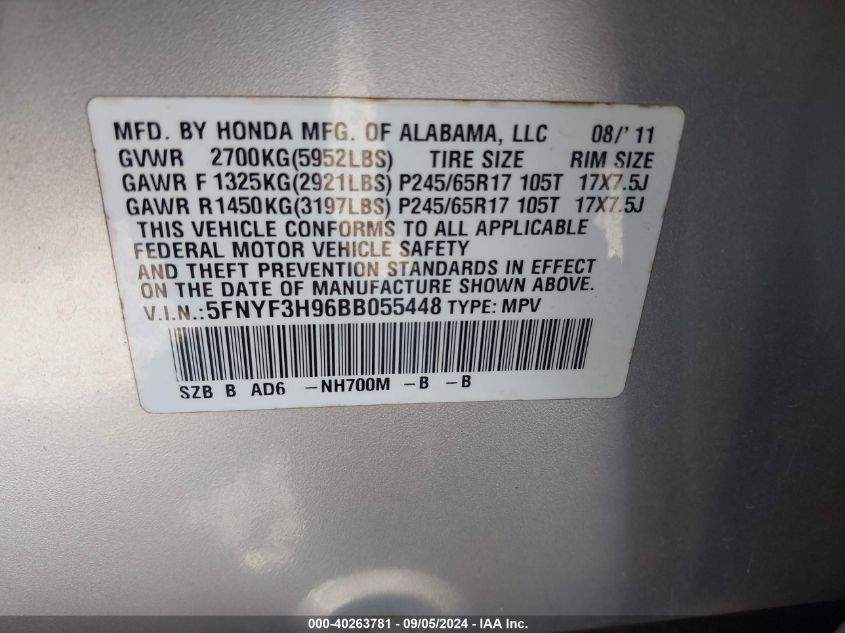 MFD. BY HONDA MFG. OF ALABAMA, LLC 08/'11
GVWR 2700KG(5952LBS) TIRE SIZE RIM SIZE
GAWR F 1325KG(2921LBS) P245/65R17 105T 17X7.5J
GAWR R 1450KG(3197LBS) P245/65R17 105T 17X7.5J
THIS VEHICLE CONFORMS TO ALL APPLICABLE
FEDERAL MOTOR VEHICLE SAFETY
AND THEFT PREVENTION STANDARDS IN EFFECT
ON THE DATE OF MANUFACTURE SHOWN ABOVE.
V.I.N.:5FNYF3H96BB055448 TYPE: MPV
SZB B AD6 -NH700M -B -B
000-40263781 - 09/05/2024 - IAAI.com